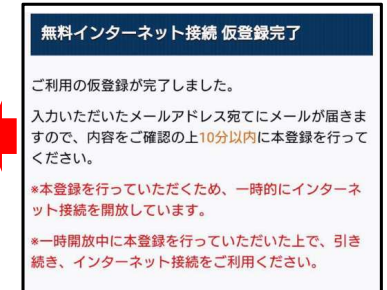 無料インターネット接続 仮登録完了
ご利用の仮登録が完了しました。
入力いただいたメールアドレス宛てにメールが届きま
すので、内容をご確認の上10分以内に本登録を行って
ください。
※本登録を行っていただくため、一時的にインターネ
ット接続を開放しています。
※一時開放中に本登録を行っていただいた上で、引き
続き、インターネット接続をご利用ください。